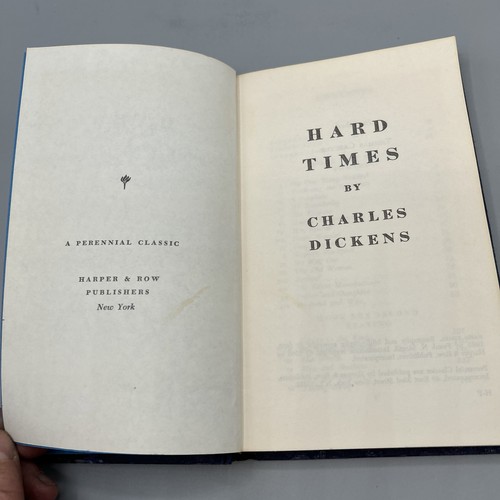 A PERENNIAL CLASSIC
HARPER & ROW
PUBLISHERS
New York
HARD
TIMES
BY
CHARLES
DICKENS